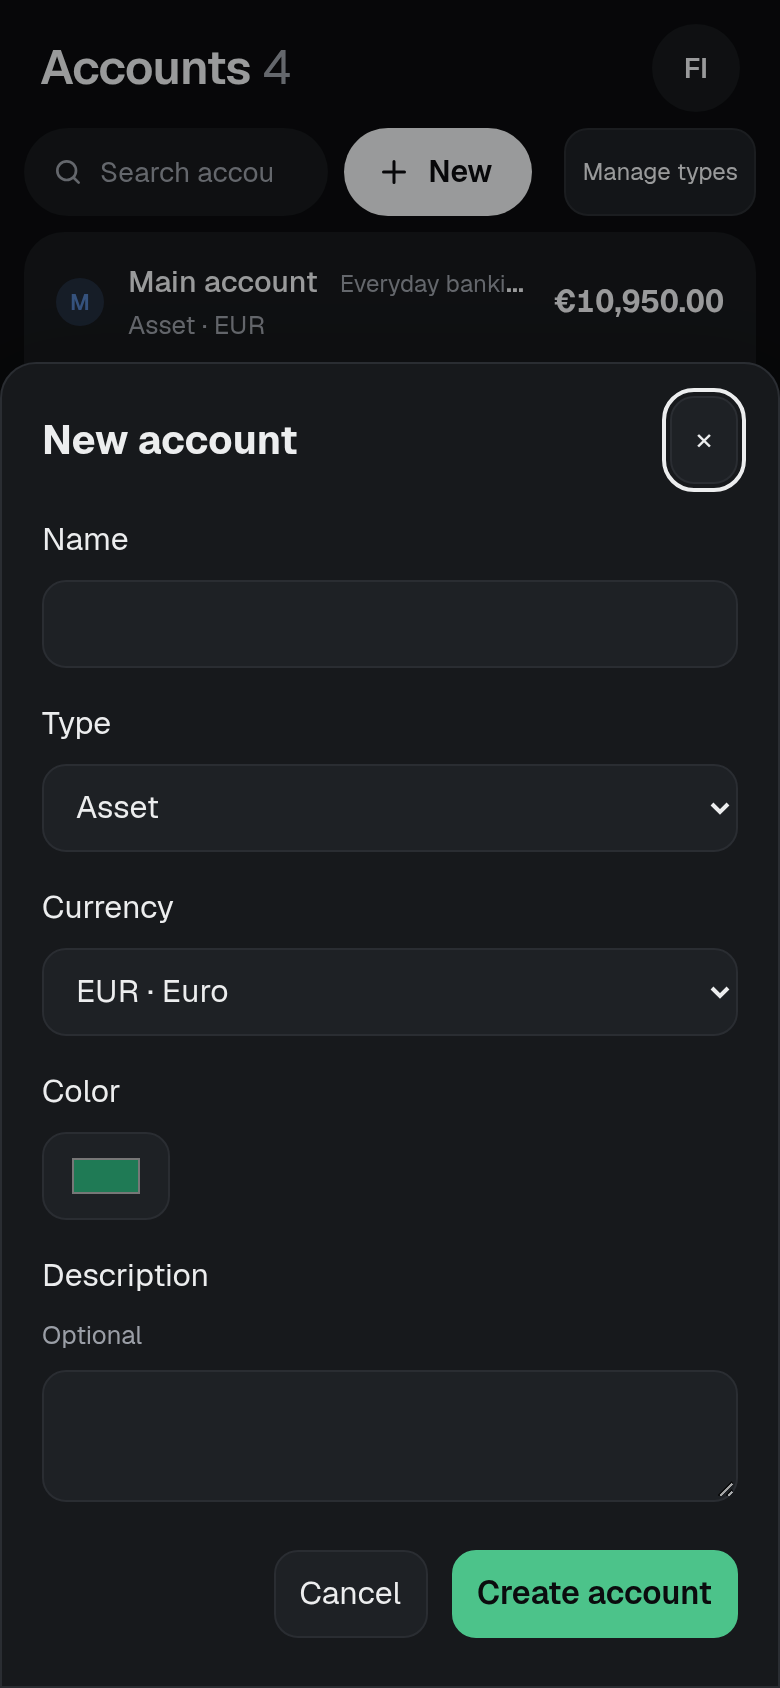 Accounts 4
FI
Search accou
New
Manage types
M
Main account Everyday banki...
€10,950.00
Asset · EUR
New account
×
Name
Type
Asset
Currency
EUR · Euro
Color
Description
Optional
Cancel
Create account